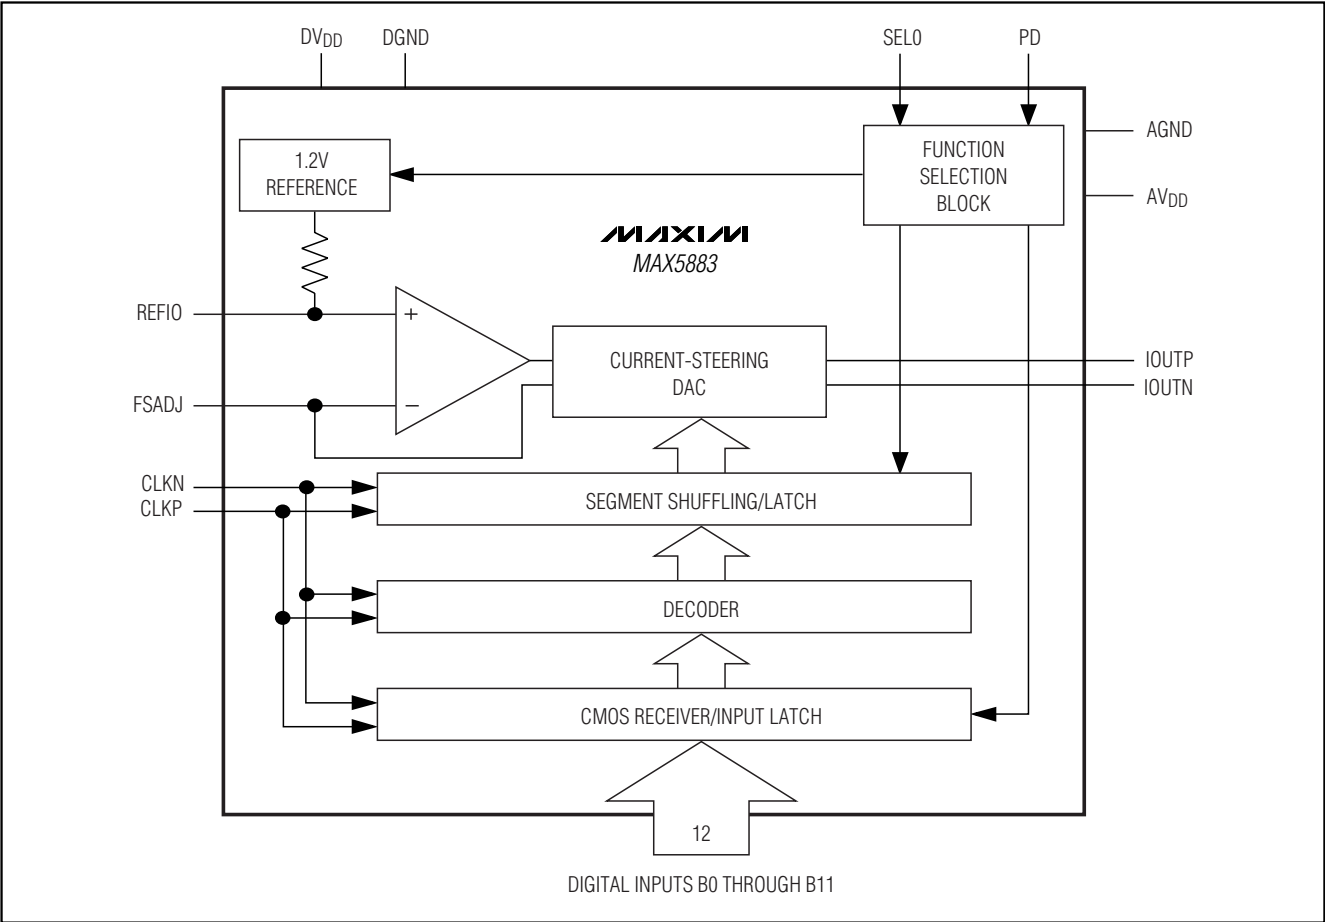 DVDD DGND SEL0 PD
AGND
1.2V
REFERENCE
FUNCTION
SELECTION
BLOCK
AVDD
MAXIM
MAX5883
REFIO
+
CURRENT-STEERING
DAC
IOUTP
IOUTN
FSADJ
−
CLKN
CLKP
SEGMENT SHUFFLING/LATCH
DECODER
CMOS RECEIVER/INPUT LATCH
12
DIGITAL INPUTS B0 THROUGH B11